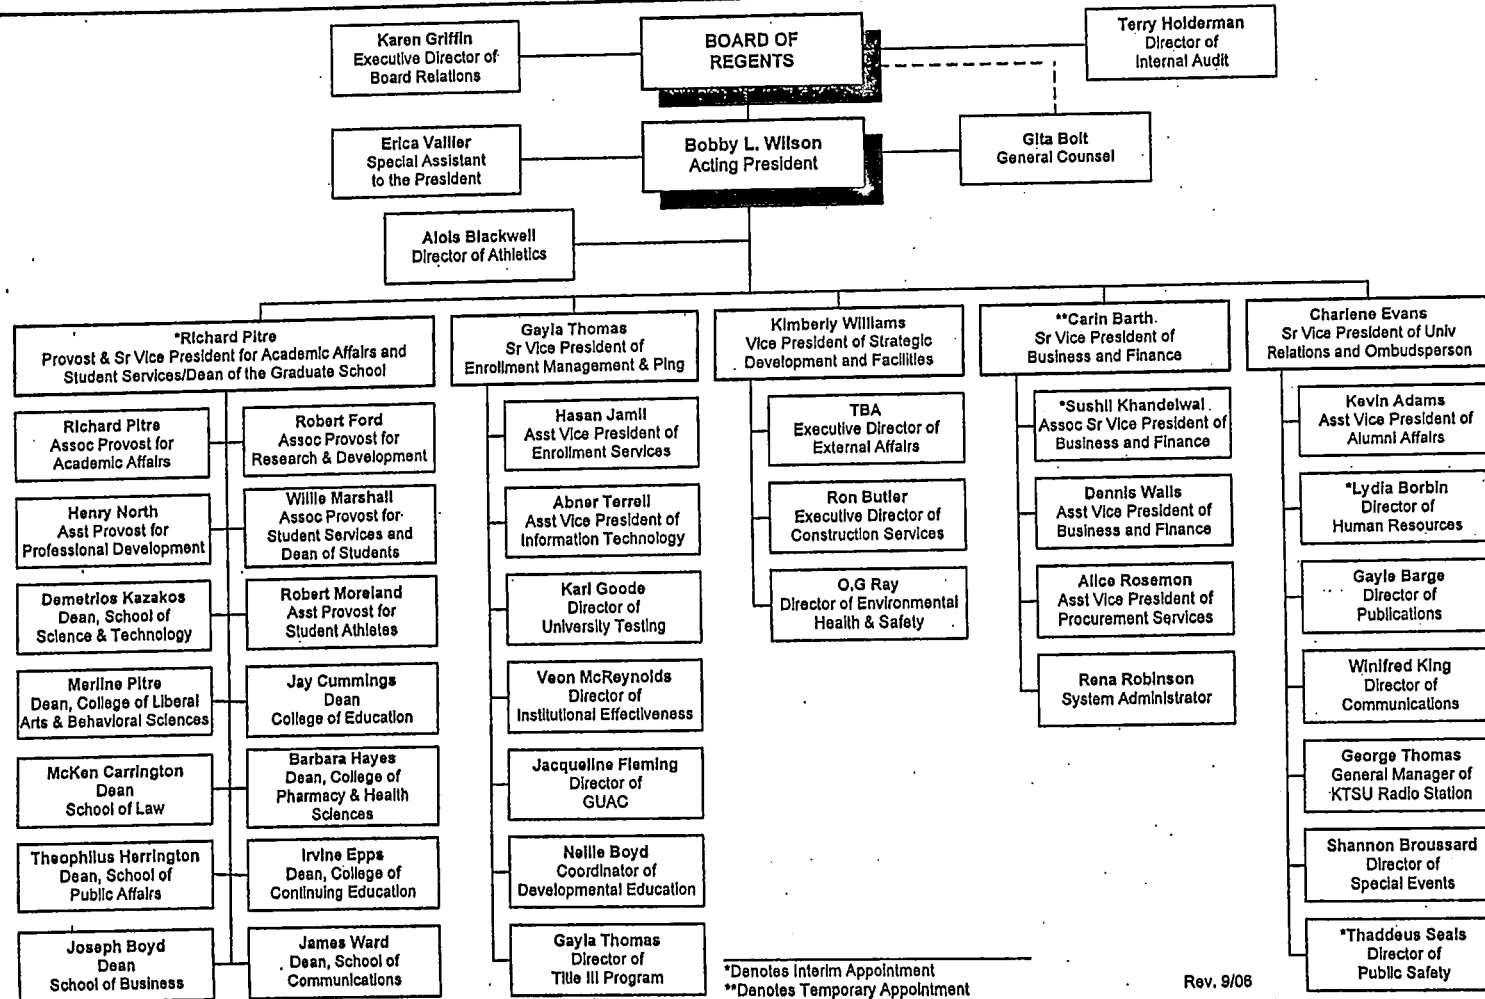 Karen Griffin
Executive Director of
Board Relations
BOARD OF
REGENTS
Terry Holderman
Director of
Internal Audit
Erica Vallier
Special Assistant
to the President
Bobby L. Wilson
Acting President
Gita Bolt
General Counsel
Alois Blackwell
Director of Athletics
*Richard Pitre
Provost & Sr Vice President for Academic Affairs and
Student Services/Dean of the Graduate School
Gayla Thomas
Sr Vice President of
Enrollment Management & Plng
Kimberly Williams
Vice President of Strategic
Development and Facilities
**Carin Barth
Sr Vice President of
Business and Finance
Charlene Evans
Sr Vice President of Univ
Relations and Ombudsperson
Richard Pitre
Assoc Provost for
Academic Affairs
Robert Ford
Assoc Provost for
Research & Development
Henry North
Asst Provost for
Professional Development
Willie Marshall
Assoc Provost for
Student Services and
Dean of Students
Demetrios Kazakos
Dean, School of
Science & Technology
Robert Moreland
Asst Provost for
Student Athletes
Merline Pitre
Dean, College of Liberal
Arts & Behavioral Sciences
Jay Cummings
Dean
College of Education
McKen Carrington
Dean
School of Law
Barbara Hayes
Dean, College of
Pharmacy & Health
Sciences
Theophilus Herrington
Dean, School of
Public Affairs
Irvine Epps
Dean, College of
Continuing Education
Joseph Boyd
Dean
School of Business
James Ward
Dean, School of
Communications
Hasan Jamil
Asst Vice President of
Enrollment Services
Abner Terrell
Asst Vice President of
Information Technology
Karl Goode
Director of
University Testing
Veon McReynolds
Director of
Institutional Effectiveness
Jacqueline Fleming
Director of
GUAC
Nellie Boyd
Coordinator of
Developmental Education
Gayla Thomas
Director of
Title III Program
TBA
Executive Director of
External Affairs
Ron Butler
Executive Director of
Construction Services
O.G Ray
Director of Environmental
Health & Safety
*Sushil Khandelwal
Assoc Sr Vice President of
Business and Finance
Dennis Walls
Asst Vice President of
Business and Finance
Alice Rosemon
Asst Vice President of
Procurement Services
Rena Robinson
System Administrator
Kevin Adams
Asst Vice President of
Alumni Affairs
*Lydia Borbin
Director of
Human Resources
Gayle Barge
Director of
Publications
Winifred King
Director of
Communications
George Thomas
General Manager of
KTSU Radio Station
Shannon Broussard
Director of
Special Events
*Thaddeus Seals
Director of
Public Safety
*Denotes Interim Appointment
**Denotes Temporary Appointment
Rev. 9/06